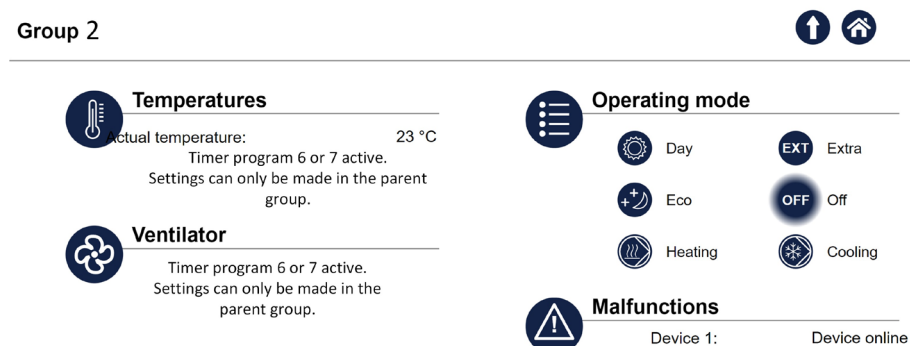 Group 2
Temperatures
Actual temperature: 23 °C
Timer program 6 or 7 active.
Settings can only be made in the parent
group.
Ventilator
Timer program 6 or 7 active.
Settings can only be made in the
parent group.
Operating mode
Day
EXT Extra
Eco
OFF Off
Heating
Cooling
Malfunctions
Device 1: Device online